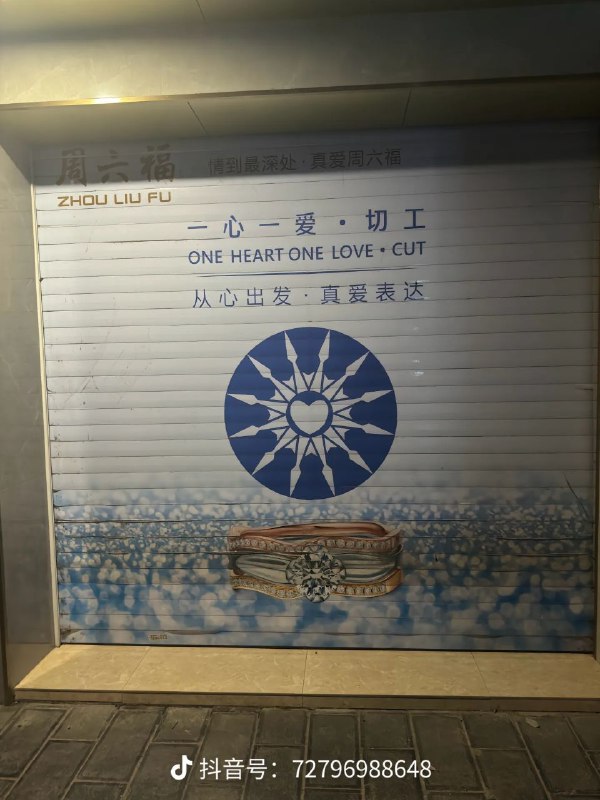 周六福
ZHOU LIU FU
情到最深处·真爱周六福
一心一爱·切工
ONE HEART ONE LOVE•CUT
从心出发·真爱表达
抖音号：72796988648